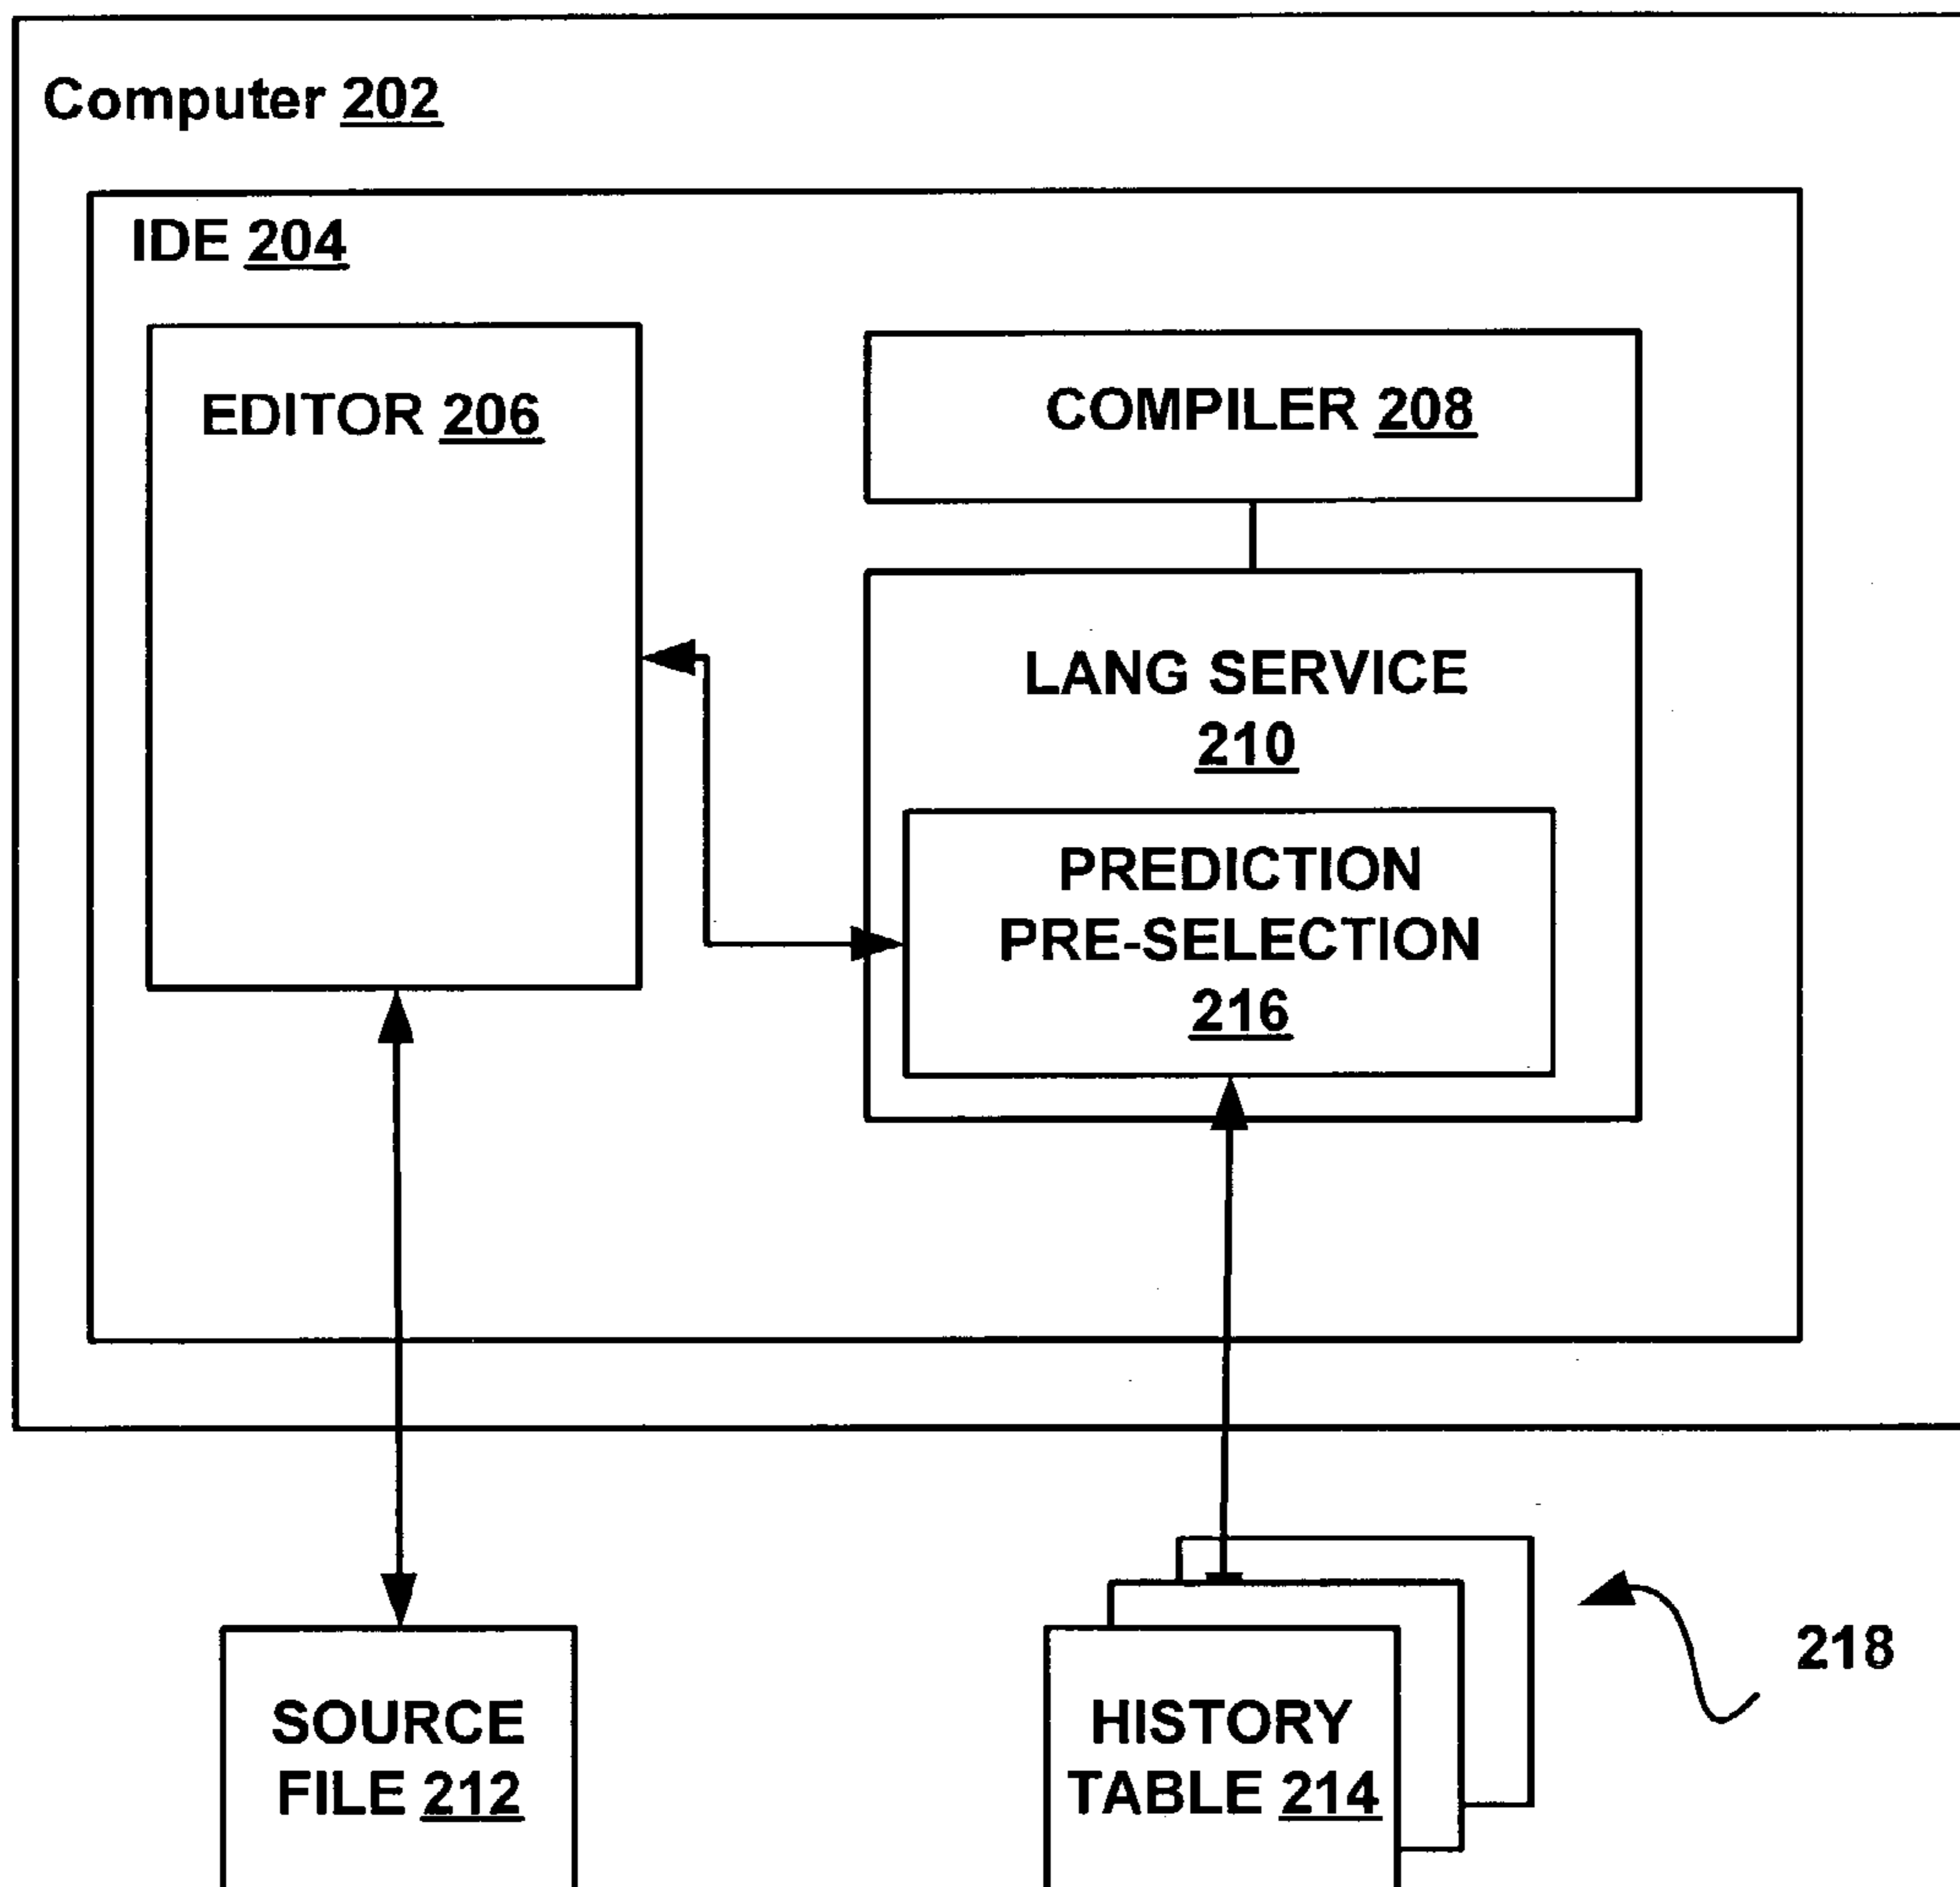 Computer 202
IDE 204
EDITOR 206
COMPILER 208
LANG SERVICE
210
PREDICTION
PRE-SELECTION
216
218
SOURCE
FILE 212
HISTORY
TABLE 214